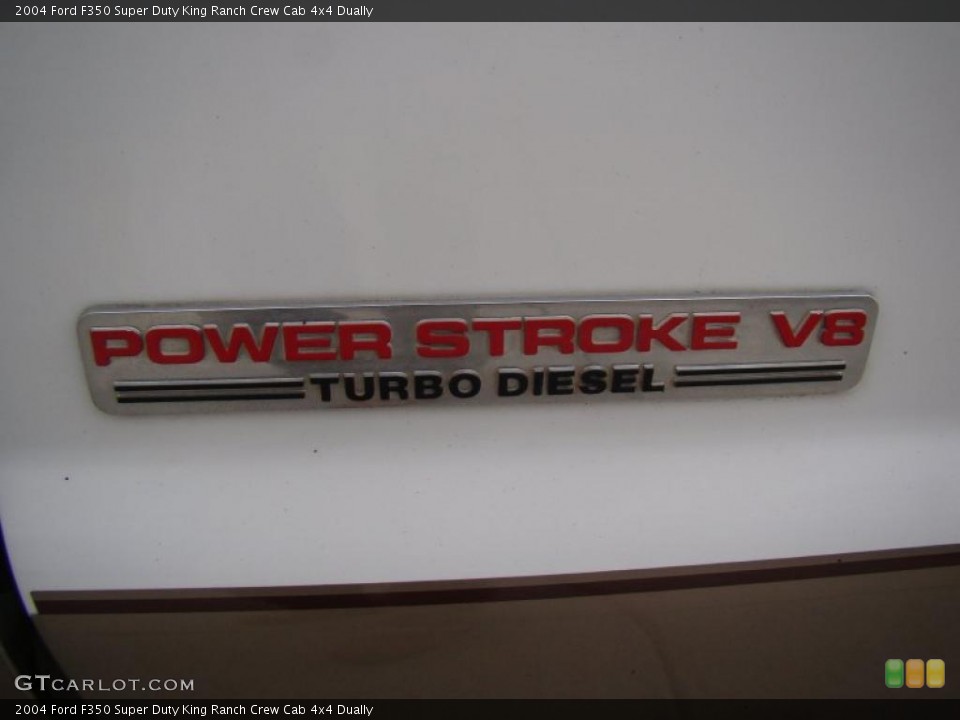 2004 Ford F350 Super Duty King Ranch Crew Cab 4x4 Dually
POWER STROKE V8
TURBO DIESEL
GTCARLOT.COM
2004 Ford F350 Super Duty King Ranch Crew Cab 4x4 Dually